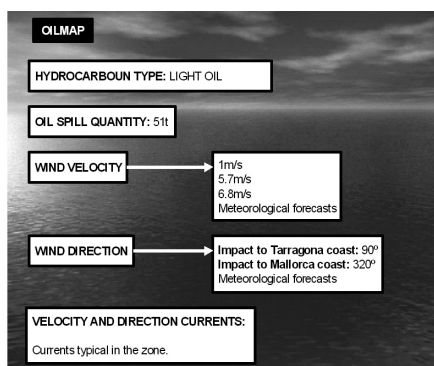 OILMAP
HYDROCARBOUN TYPE: LIGHT OIL
OIL SPILL QUANTITY: 51t
WIND VELOCITY
1m/s
5.7m/s
6.8m/s
Meteorological forecasts
WIND DIRECTION
Impact to Tarragona coast: 90º
Impact to Mallorca coast: 320º
Meteorological forecasts
VELOCITY AND DIRECTION CURRENTS:
Currents typical in the zone.